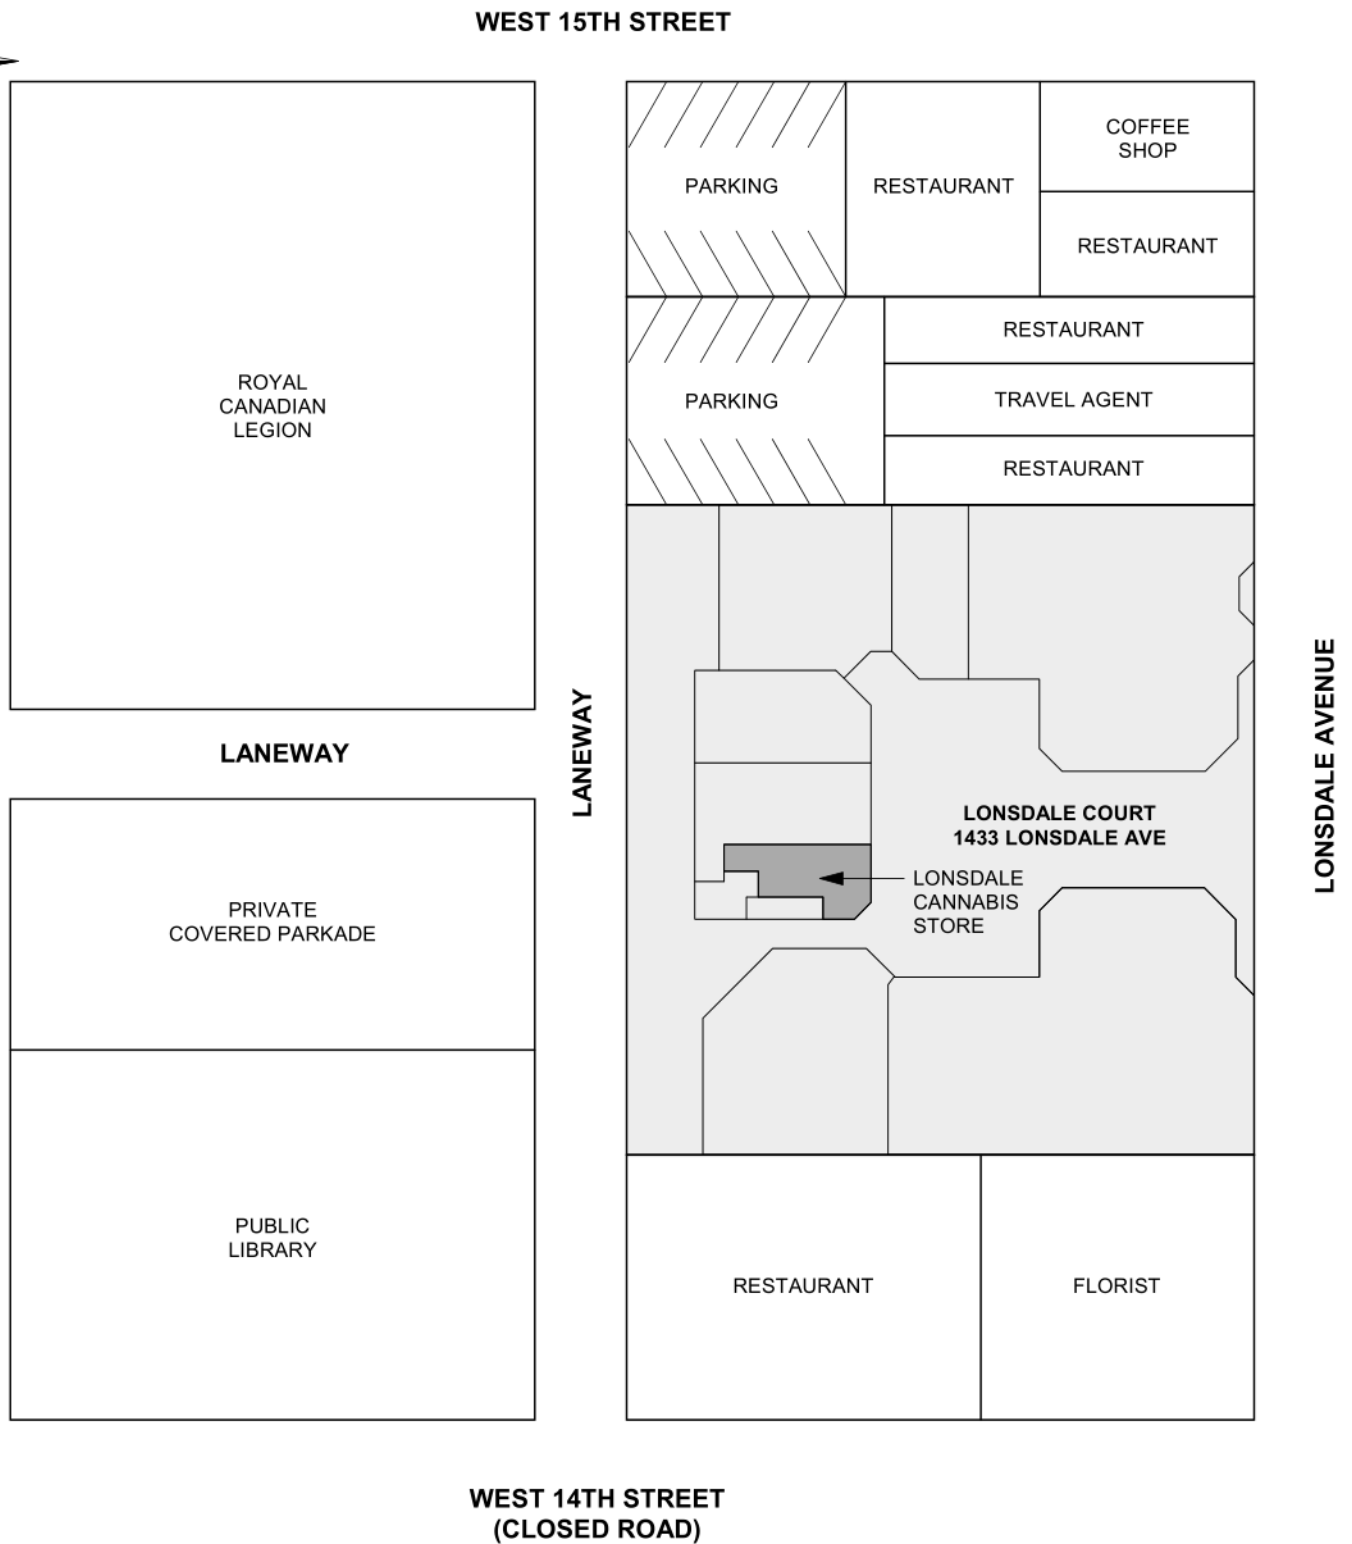 WEST 15TH STREET
COFFEE
SHOP
PARKING
RESTAURANT
RESTAURANT
RESTAURANT
ROYAL
CANADIAN
LEGION
PARKING
TRAVEL AGENT
RESTAURANT
LANEWAY
LANEWAY
LONSDALE AVENUE
LONSDALE COURT
1433 LONSDALE AVE
LONSDALE
CANNABIS
STORE
PRIVATE
COVERED PARKADE
PUBLIC
LIBRARY
RESTAURANT
FLORIST
WEST 14TH STREET
(CLOSED ROAD)